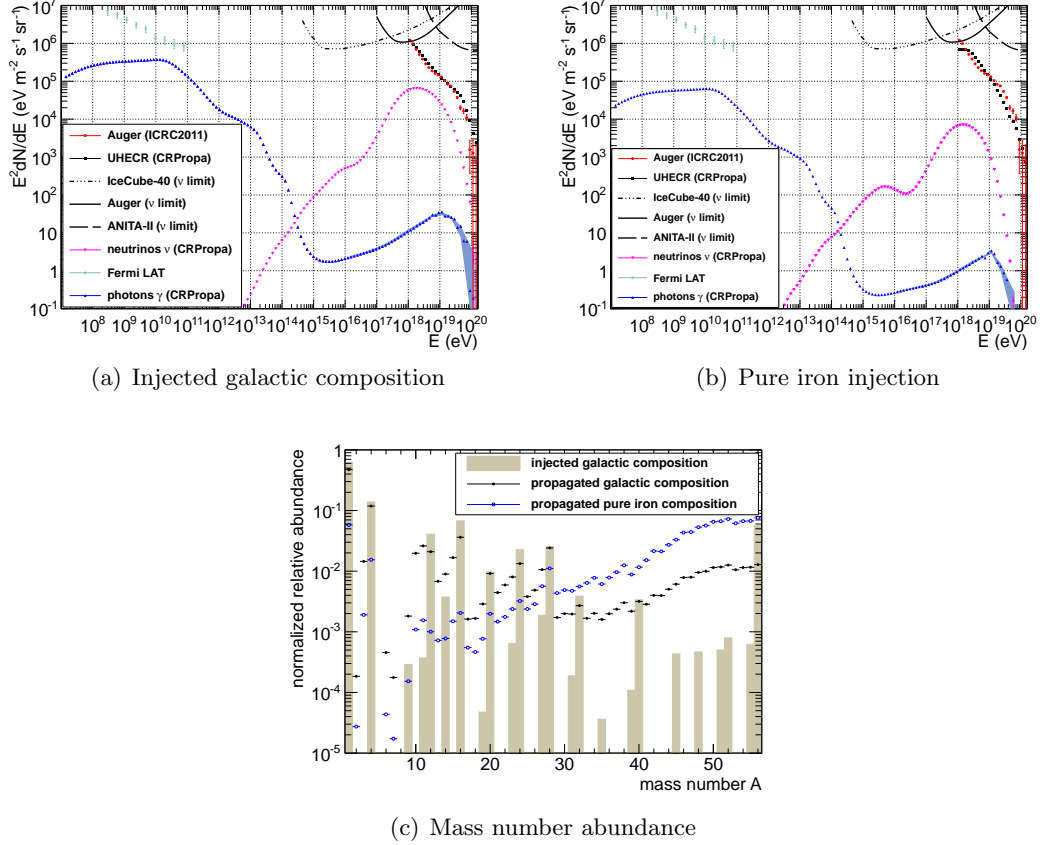 E²dN/dE (eV m⁻² s⁻¹ sr⁻¹)
10⁷
10⁶
10⁵
10⁴
10³
10²
10
1
10⁻¹
Auger (ICRC2011)
UHECR (CRPropa)
IceCube-40 (ν limit)
Auger (ν limit)
ANITA-II (ν limit)
neutrinos ν (CRPropa)
Fermi LAT
photons γ (CRPropa)
10⁸ 10⁹ 10¹⁰ 10¹¹ 10¹² 10¹³ 10¹⁴ 10¹⁵ 10¹⁶ 10¹⁷ 10¹⁸ 10¹⁹ 10²⁰
E (eV)
(a) Injected galactic composition
E²dN/dE (eV m⁻² s⁻¹ sr⁻¹)
10⁷
10⁶
10⁵
10⁴
10³
10²
10
1
10⁻¹
Auger (ICRC2011)
UHECR (CRPropa)
IceCube-40 (ν limit)
Auger (ν limit)
ANITA-II (ν limit)
neutrinos ν (CRPropa)
Fermi LAT
photons γ (CRPropa)
10⁸ 10⁹ 10¹⁰ 10¹¹ 10¹² 10¹³ 10¹⁴ 10¹⁵ 10¹⁶ 10¹⁷ 10¹⁸ 10¹⁹ 10²⁰
E (eV)
(b) Pure iron injection
normalized relative abundance
1
10⁻¹
10⁻²
10⁻³
10⁻⁴
10⁻⁵
injected galactic composition
propagated galactic composition
propagated pure iron composition
10 20 30 40 50
mass number A
(c) Mass number abundance